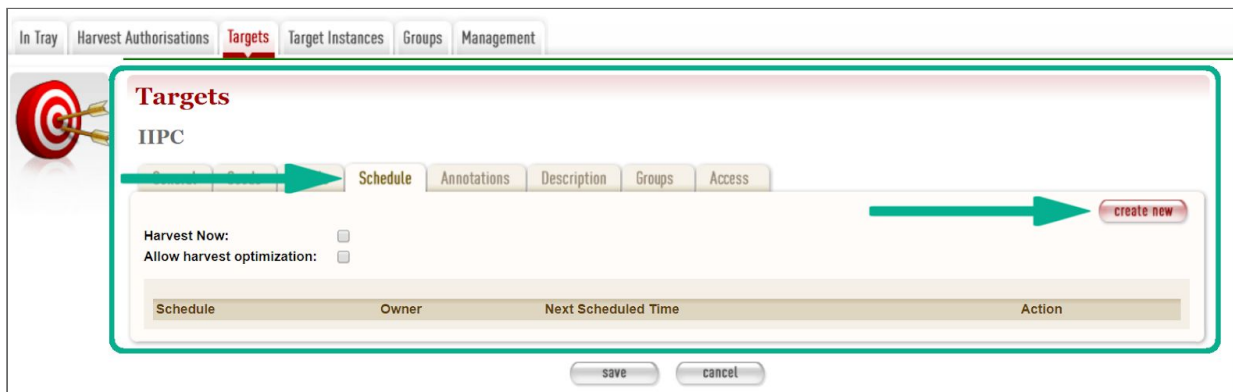 In Tray Harvest Authorisations Targets Target Instances Groups Management
Targets
IIPC
Schedule Annotations Description Groups Access
create new
Harvest Now:
Allow harvest optimization:
Schedule Owner Next Scheduled Time Action
save cancel